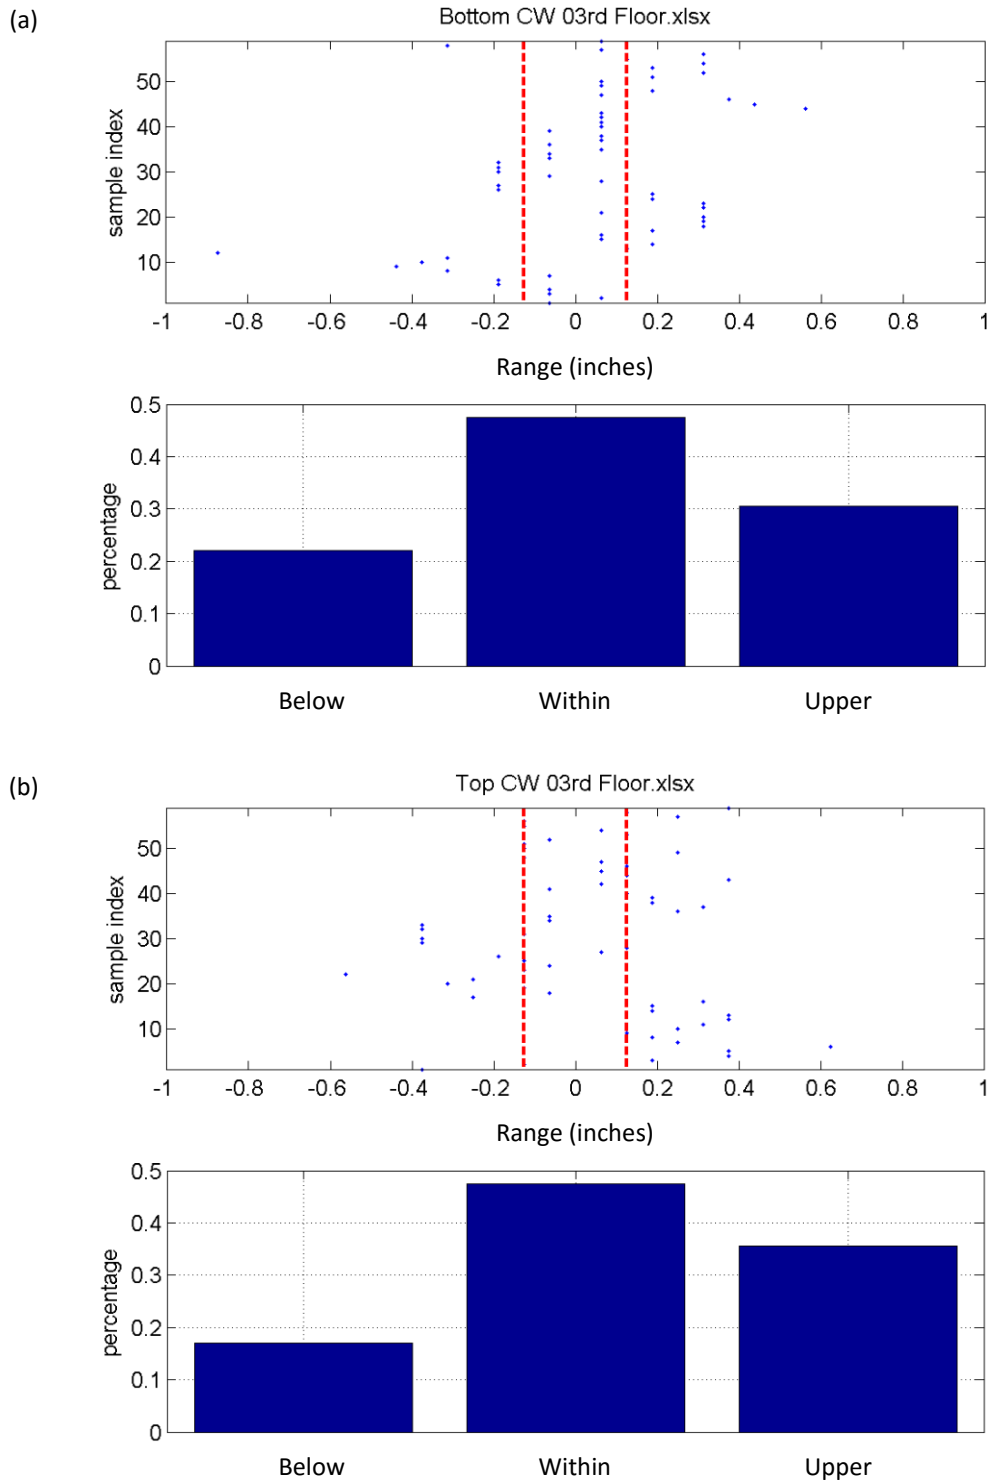 (a)
Bottom CW 03rd Floor.xlsx
sample index
50
40
30
20
10
-1 -0.8 -0.6 -0.4 -0.2 0 0.2 0.4 0.6 0.8 1
Range (inches)
percentage
0.5
0.4
0.3
0.2
0.1
0
Below Within Upper
(b)
Top CW 03rd Floor.xlsx
sample index
50
40
30
20
10
-1 -0.8 -0.6 -0.4 -0.2 0 0.2 0.4 0.6 0.8 1
Range (inches)
percentage
0.5
0.4
0.3
0.2
0.1
0
Below Within Upper